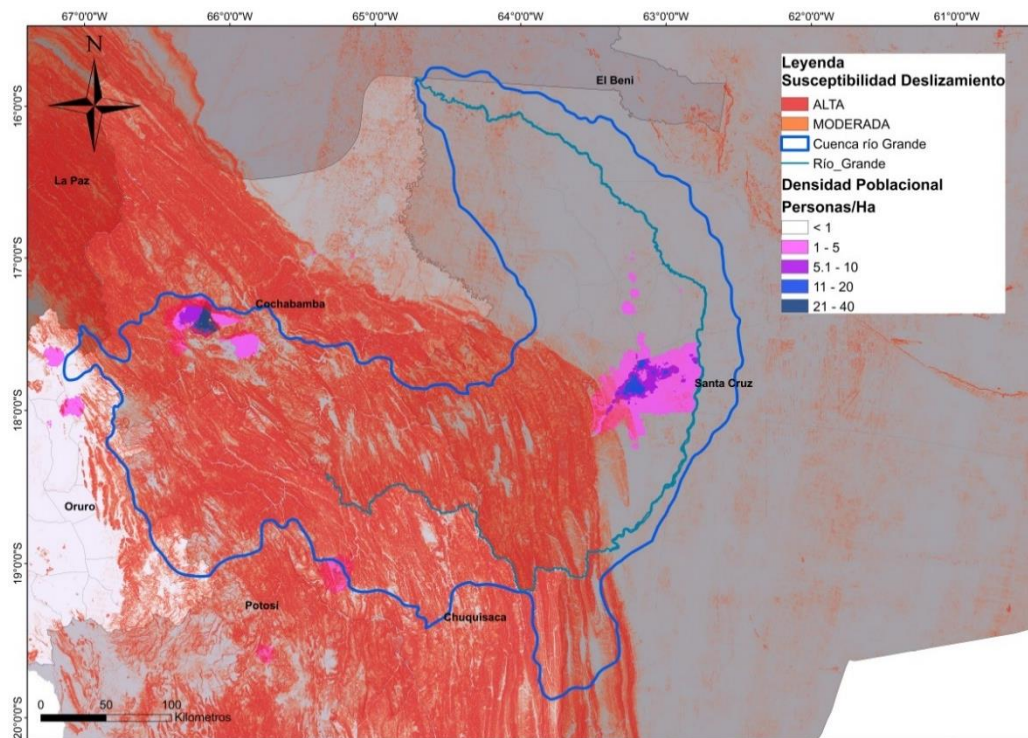 67°0'0"O
66°0'0"O
65°0'0"O
64°0'0"O
63°0'0"O
62°0'0"O
61°0'0"O
N
16°0'0"S
17°0'0"S
18°0'0"S
19°0'0"S
20°0'0"S
El Beni
La Paz
Cochabamba
Santa Cruz
Oruro
Potosí
Chuquisaca
Leyenda
Susceptibilidad Deslizamiento
ALTA
MODERADA
Cuenca río Grande
Río_Grande
Densidad Poblacional
Personas/Ha
< 1
1 - 5
5.1 - 10
11 - 20
21 - 40
0 50 100
Kilometros